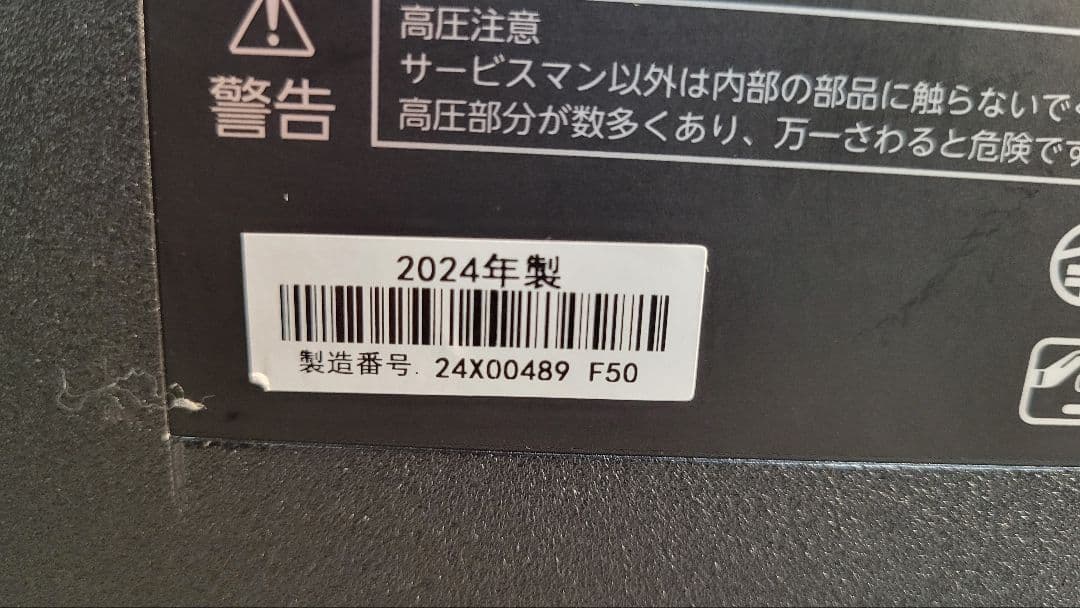 警告
高圧注意
サービスマン以外は内部の部品に触らないで
高圧部分が数多くあり、万一さわると危険です
2024年製
製造番号. 24X00489 F50